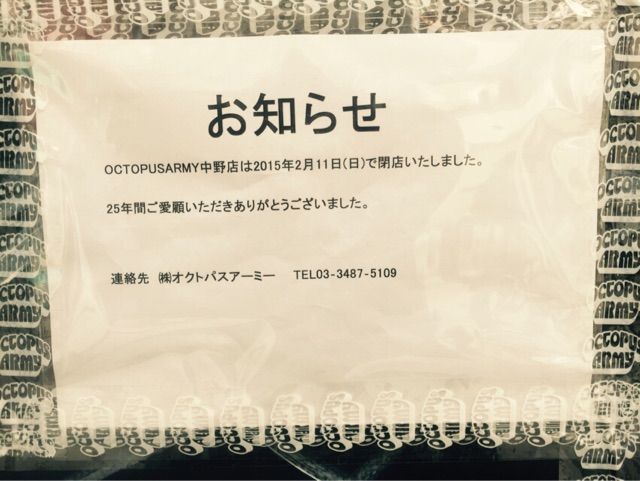 お知らせ
OCTOPUSARMY中野店は2015年2月11日(日)で閉店いたしました。
25年間ご愛願いただきありがとうございました。
連絡先 ㈱オクトパスアーミー TEL03-3487-5109
OCTOPUS ARMY